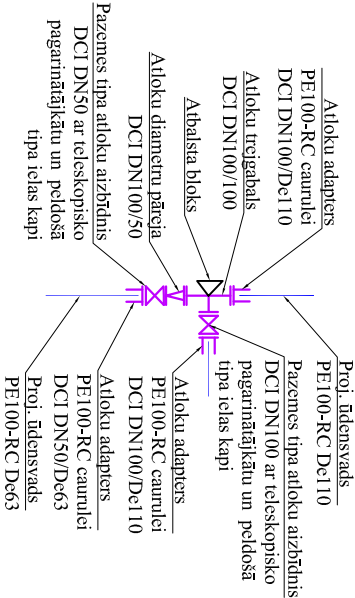 Atloku adapters
PE100-RC caurulei
DCI DN100/De110
Atloku trejgabals
DCI DN100/100
Atbalsta bloks
Atloku diametru pāreja
DCI DN100/50
Pazemes tipa atloku aizbīdnis
DCI DN50 ar teleskopisko
pagarinātājkātu un peldošā
tipa ielas kapi
Proj. ūdensvads
PE100-RC De110
Pazemes tipa atloku aizbīdnis
DCI DN100 ar teleskopisko
pagarinātājkātu un peldošā
tipa ielas kapi
Atloku adapters
PE100-RC caurulei
DCI DN100/De110
Atloku adapters
PE100-RC caurulei
DCI DN50/De63
Proj. ūdensvads
PE100-RC De63